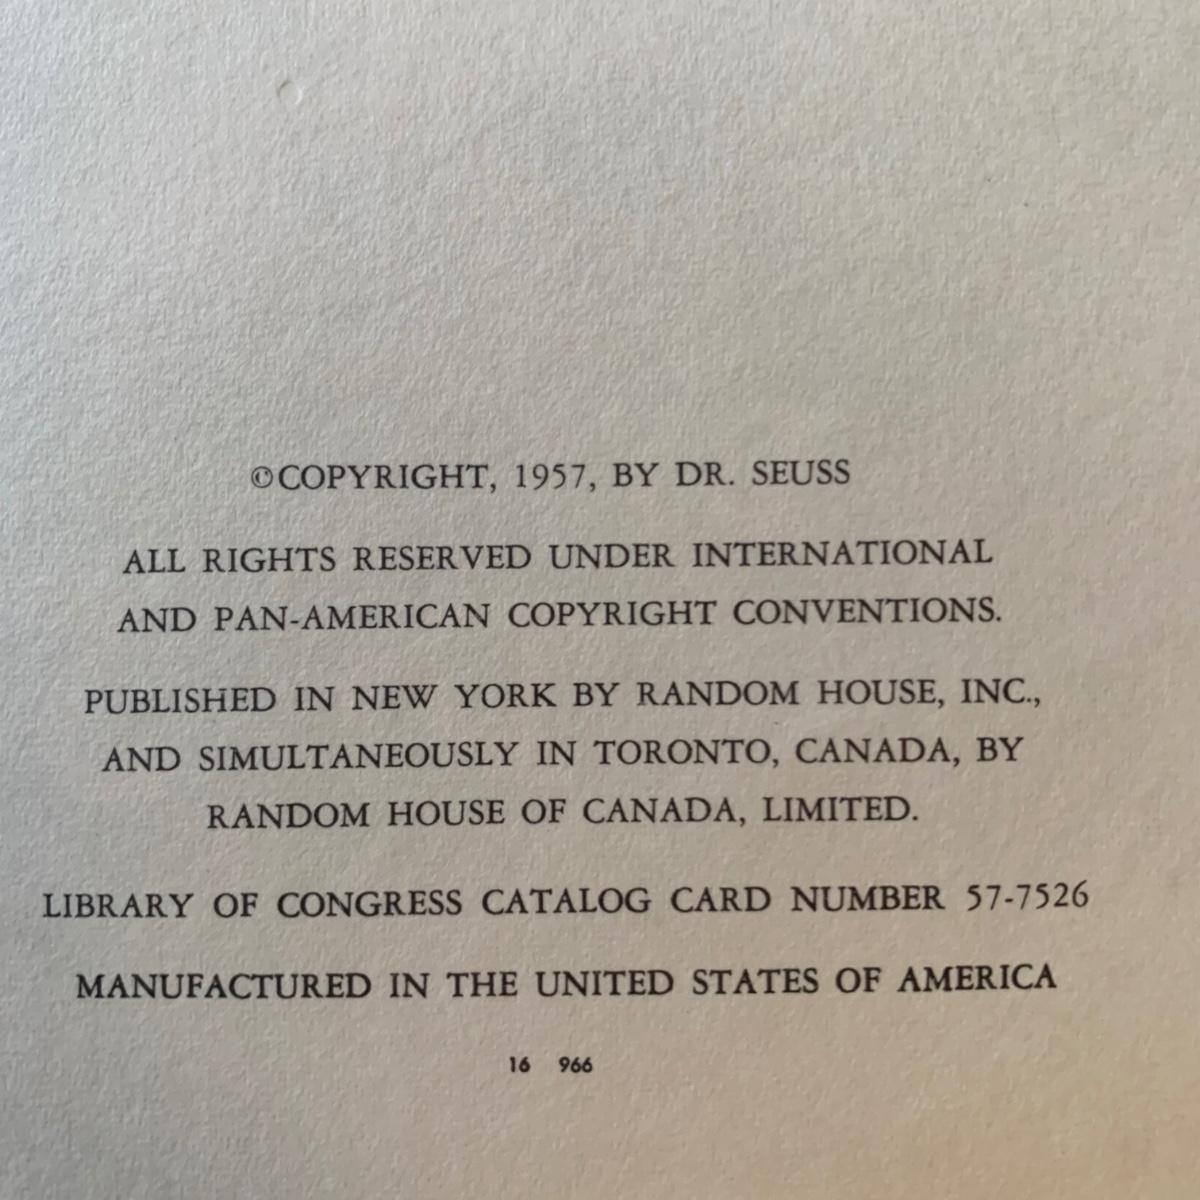 ©COPYRIGHT, 1957, BY DR. SEUSS
ALL RIGHTS RESERVED UNDER INTERNATIONAL
AND PAN-AMERICAN COPYRIGHT CONVENTIONS.
PUBLISHED IN NEW YORK BY RANDOM HOUSE, INC.,
AND SIMULTANEOUSLY IN TORONTO, CANADA, BY
RANDOM HOUSE OF CANADA, LIMITED.
LIBRARY OF CONGRESS CATALOG CARD NUMBER 57-7526
MANUFACTURED IN THE UNITED STATES OF AMERICA
16 966